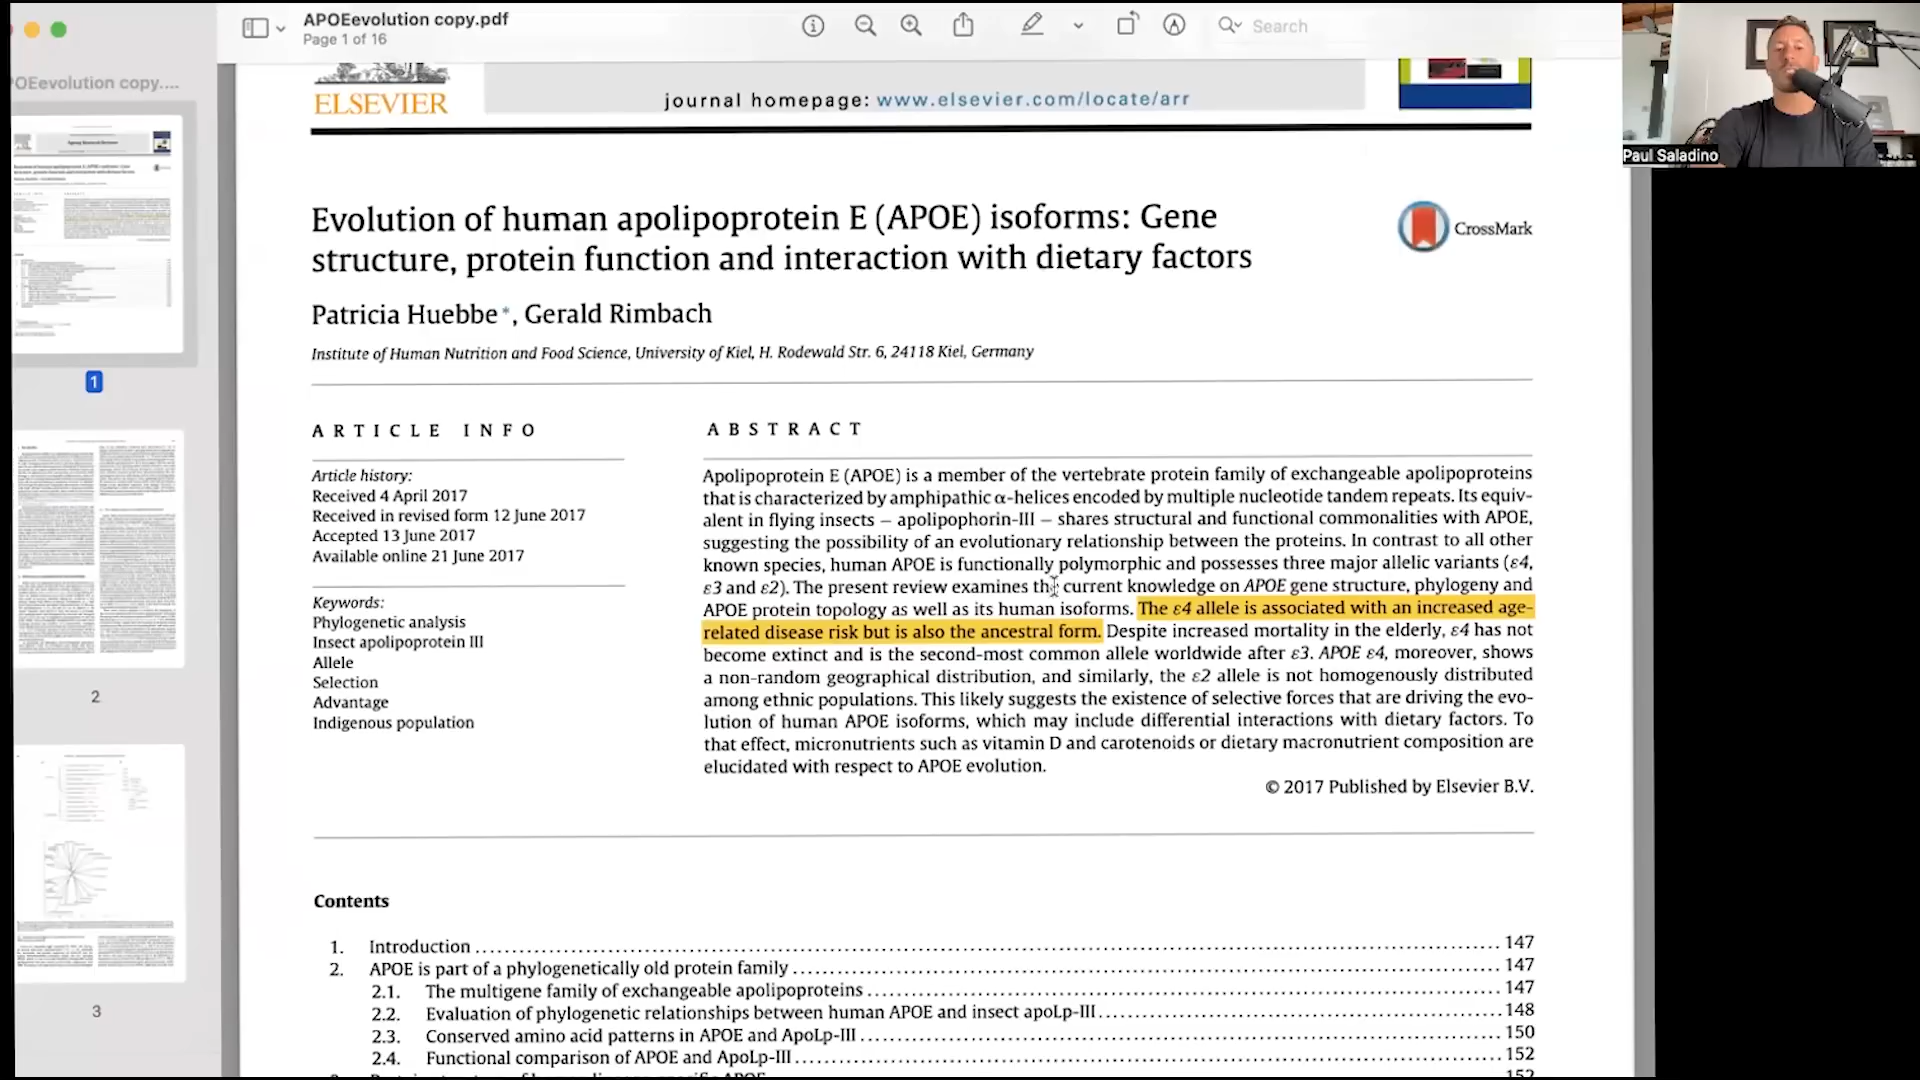 APOEevolution copy.pdf
Page 1 of 16
Search
OEevolution copy....
ELSEVIER
journal homepage: www.elsevier.com/locate/arr
Paul Saladino
Evolution of human apolipoprotein E (APOE) isoforms: Gene
structure, protein function and interaction with dietary factors
CrossMark
Patricia Huebbe*, Gerald Rimbach
Institute of Human Nutrition and Food Science, University of Kiel, H. Rodewald Str. 6, 24118 Kiel, Germany
1
ARTICLE INFO
Article history:
Received 4 April 2017
Received in revised form 12 June 2017
Accepted 13 June 2017
Available online 21 June 2017
Keywords:
Phylogenetic analysis
Insect apolipoprotein III
Allele
Selection
Advantage
Indigenous population
ABSTRACT
Apolipoprotein E (APOE) is a member of the vertebrate protein family of exchangeable apolipoproteins
that is characterized by amphipathic α-helices encoded by multiple nucleotide tandem repeats. Its equiv-
alent in flying insects – apolipophorin-III – shares structural and functional commonalities with APOE,
suggesting the possibility of an evolutionary relationship between the proteins. In contrast to all other
known species, human APOE is functionally polymorphic and possesses three major allelic variants (ε4,
ε3 and ε2). The present review examines the current knowledge on APOE gene structure, phylogeny and
APOE protein topology as well as its human isoforms. The ε4 allele is associated with an increased age-
related disease risk but is also the ancestral form. Despite increased mortality in the elderly, ε4 has not
become extinct and is the second-most common allele worldwide after ε3. APOE ε4, moreover, shows
a non-random geographical distribution, and similarly, the ε2 allele is not homogenously distributed
among ethnic populations. This likely suggests the existence of selective forces that are driving the evo-
lution of human APOE isoforms, which may include differential interactions with dietary factors. To
that effect, micronutrients such as vitamin D and carotenoids or dietary macronutrient composition are
elucidated with respect to APOE evolution.
© 2017 Published by Elsevier B.V.
2
Contents
1. Introduction 147
2. APOE is part of a phylogenetically old protein family 147
2.1. The multigene family of exchangeable apolipoproteins 147
2.2. Evaluation of phylogenetic relationships between human APOE and insect apoLp-III 148
2.3. Conserved amino acid patterns in APOE and ApoLp-III 150
2.4. Functional comparison of APOE and ApoLp-III 152
3